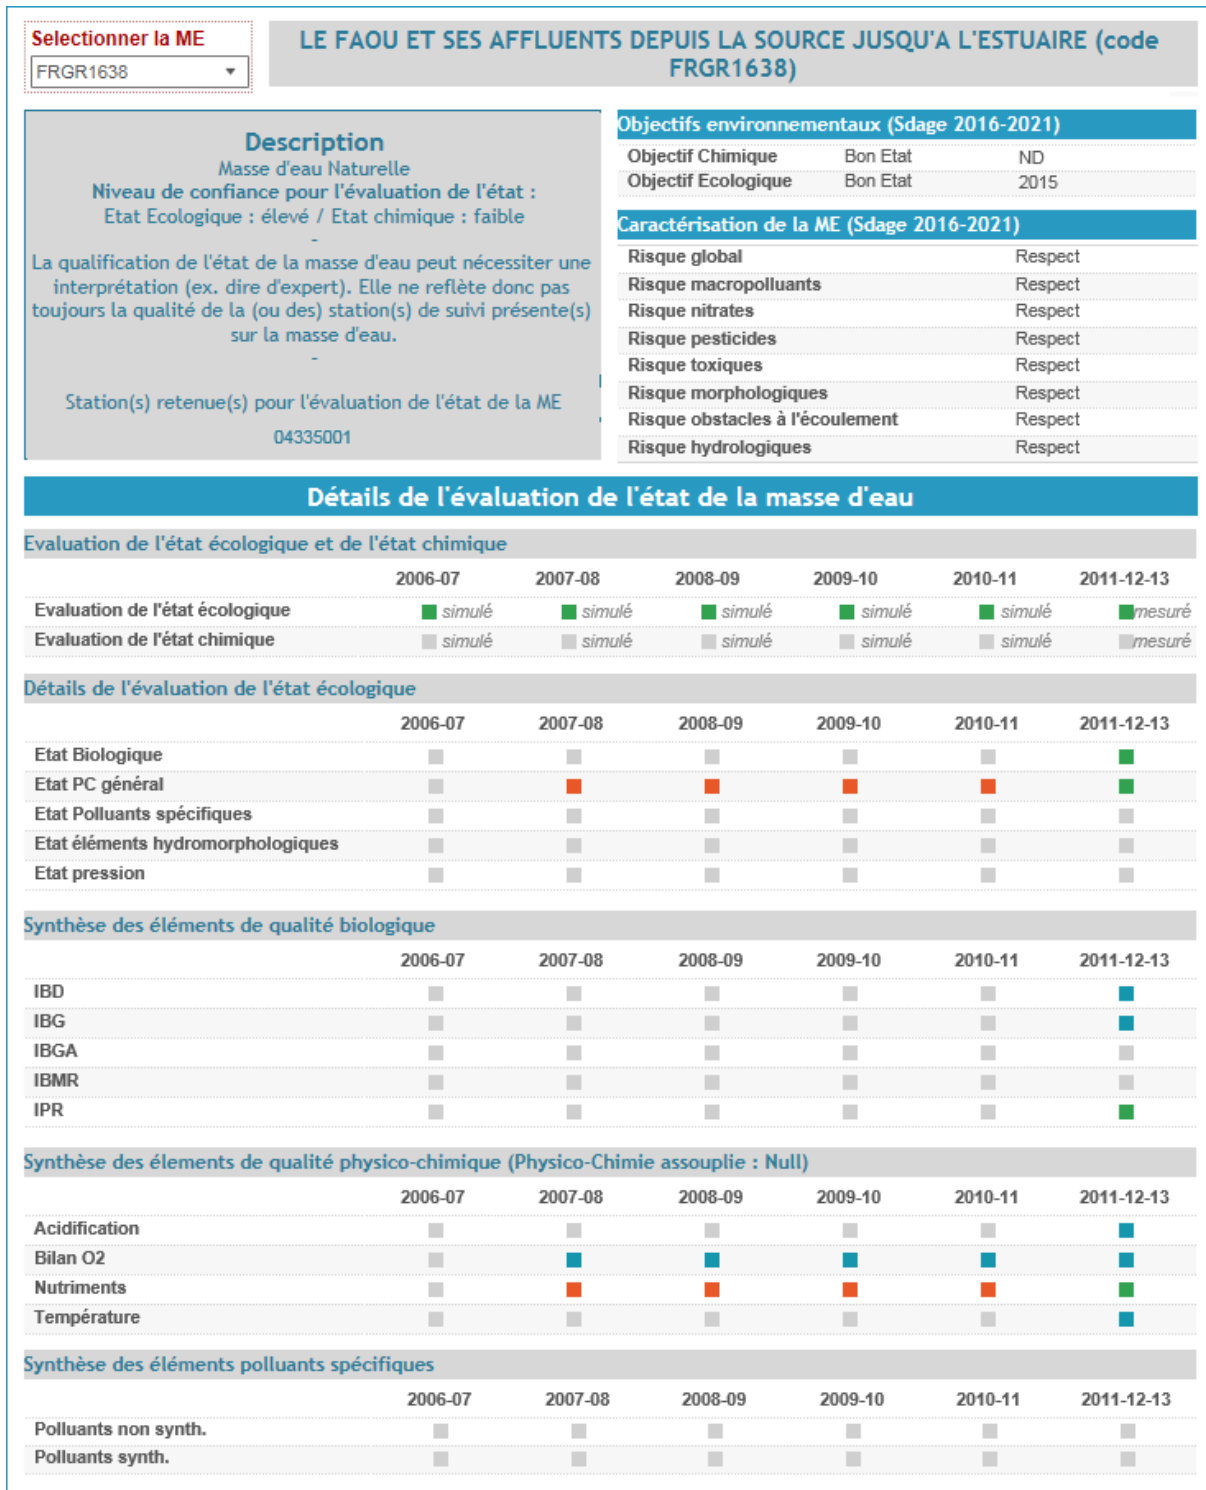 Selectionner la ME
FRGR1638
LE FAOU ET SES AFFLUENTS DEPUIS LA SOURCE JUSQU'A L'ESTUAIRE (code
FRGR1638)
Description
Masse d'eau Naturelle
Niveau de confiance pour l'évaluation de l'état :
Etat Ecologique : élevé / Etat chimique : faible
-
La qualification de l'état de la masse d'eau peut nécessiter une
interprétation (ex. dire d'expert). Elle ne reflète donc pas
toujours la qualité de la (ou des) station(s) de suivi présente(s)
sur la masse d'eau.
-
Station(s) retenue(s) pour l'évaluation de l'état de la ME
04335001
Objectifs environnementaux (Sdage 2016-2021)
Objectif Chimique Bon Etat ND
Objectif Ecologique Bon Etat 2015
Caractérisation de la ME (Sdage 2016-2021)
Risque global Respect
Risque macropolluants Respect
Risque nitrates Respect
Risque pesticides Respect
Risque toxiques Respect
Risque morphologiques Respect
Risque obstacles à l'écoulement Respect
Risque hydrologiques Respect
Détails de l'évaluation de l'état de la masse d'eau
Evaluation de l'état écologique et de l'état chimique
2006-07 2007-08 2008-09 2009-10 2010-11 2011-12-13
Evaluation de l'état écologique simulé simulé simulé simulé simulé mesuré
Evaluation de l'état chimique simulé simulé simulé simulé simulé mesuré
Détails de l'évaluation de l'état écologique
2006-07 2007-08 2008-09 2009-10 2010-11 2011-12-13
Etat Biologique
Etat PC général
Etat Polluants spécifiques
Etat éléments hydromorphologiques
Etat pression
Synthèse des éléments de qualité biologique
2006-07 2007-08 2008-09 2009-10 2010-11 2011-12-13
IBD
IBG
IBGA
IBMR
IPR
Synthèse des élements de qualité physico-chimique (Physico-Chimie assouplie : Null)
2006-07 2007-08 2008-09 2009-10 2010-11 2011-12-13
Acidification
Bilan O2
Nutriments
Température
Synthèse des éléments polluants spécifiques
2006-07 2007-08 2008-09 2009-10 2010-11 2011-12-13
Polluants non synth.
Polluants synth.